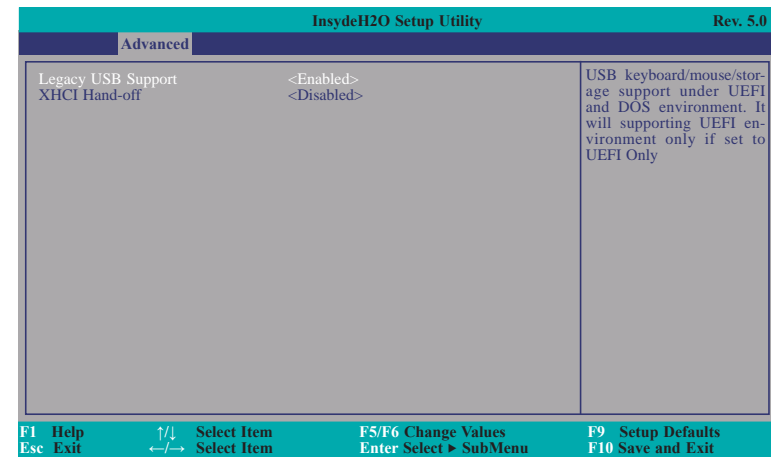 InsydeH2O Setup Utility Rev. 5.0
Advanced
Legacy USB Support <Enabled>
XHCI Hand-off <Disabled>
USB keyboard/mouse/stor-
age support under UEFI
and DOS environment. It
will supporting UEFI en-
vironment only if set to
UEFI Only
F1 Help ↑/↓ Select Item F5/F6 Change Values F9 Setup Defaults
Esc Exit ←/→ Select Item Enter Select ▶ SubMenu F10 Save and Exit